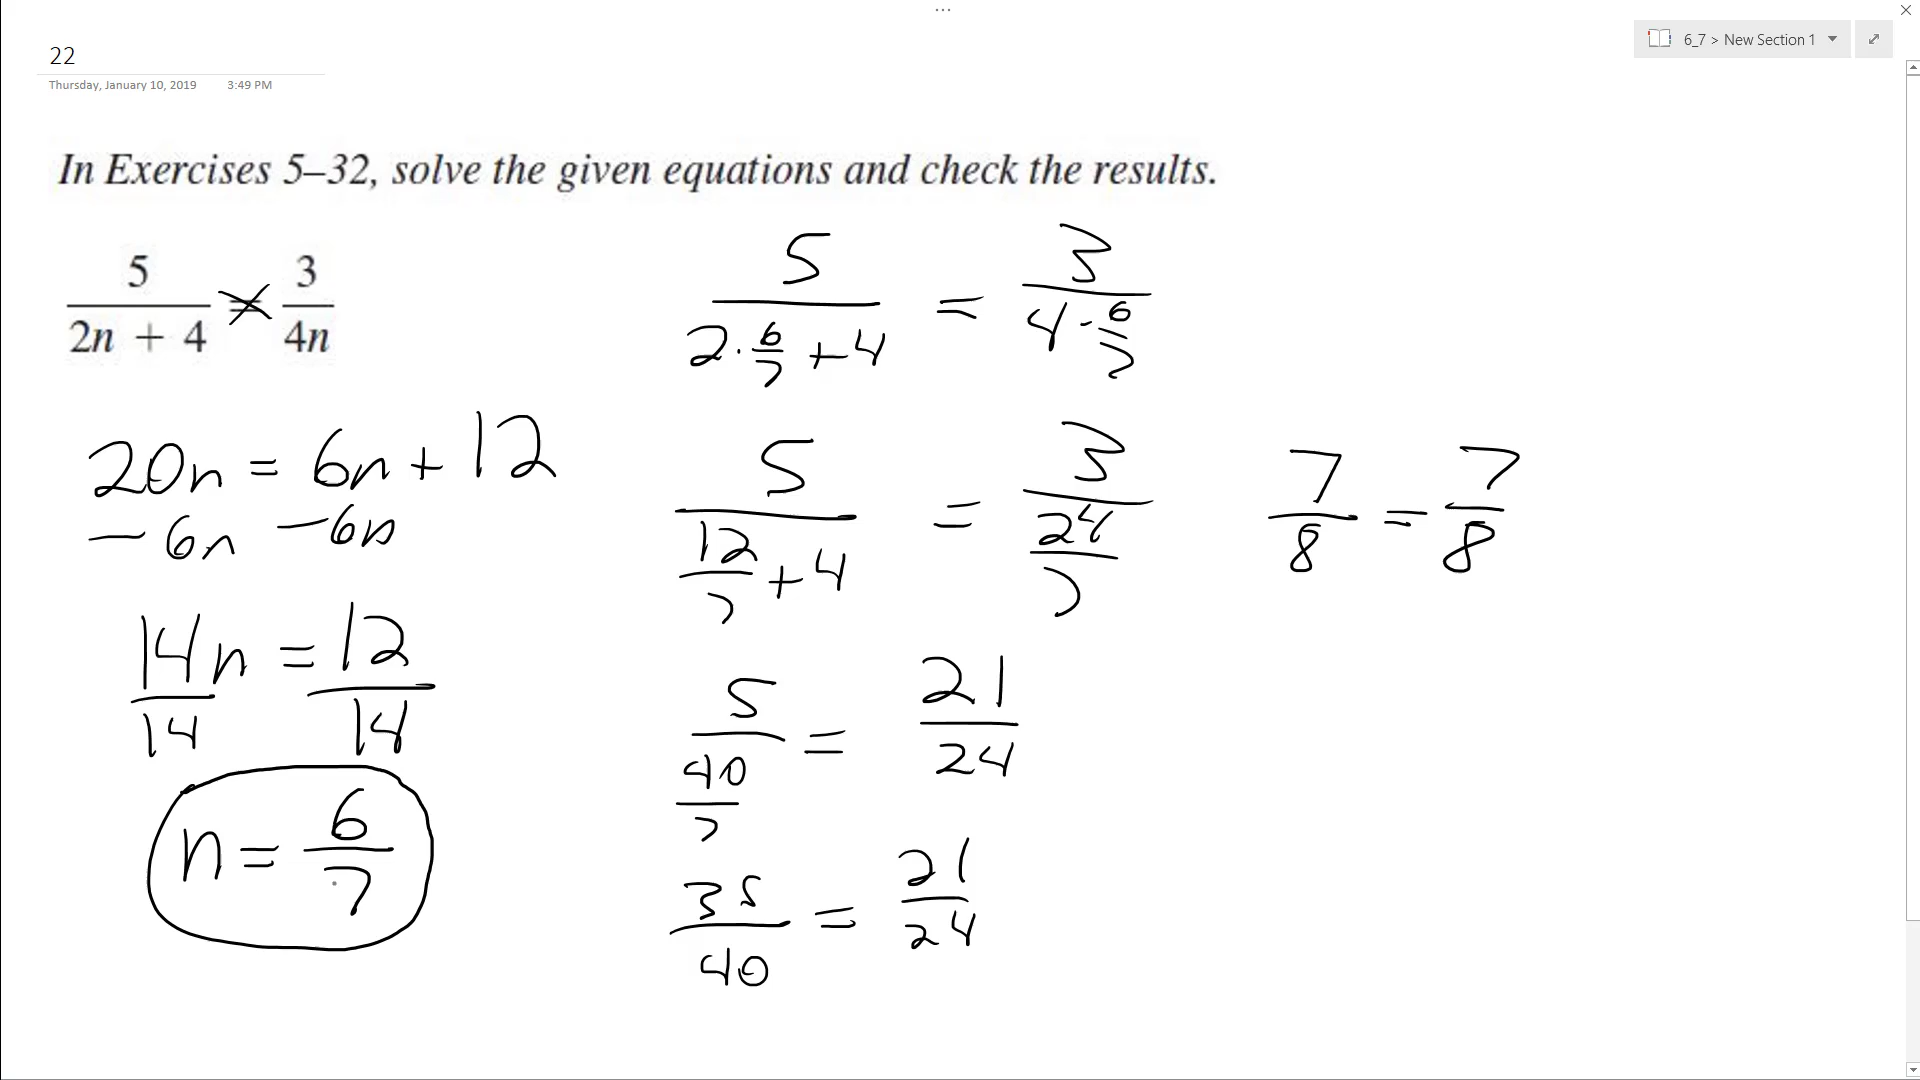 22
Thursday, January 10, 2019 3:49 PM
6_7 > New Section 1
In Exercises 5–32, solve the given equations and check the results.
5/(2n + 4) = 3/(4n)
20n = 6n + 12
-6n -6n
14n/14 = 12/14
n = 6/7
5/(2·6/7 + 4) = 3/(4·6/7)
5/(12/7 + 4) = 3/(24/7)
5/(40/7) = 21/24
35/40 = 21/24
7/8 = 7/8